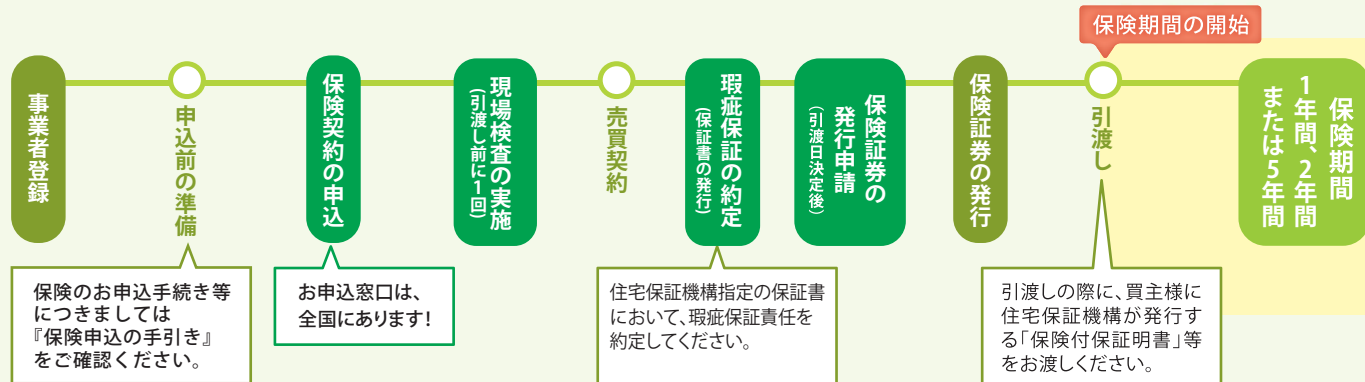 保険期間の開始
事業者登録
申込前の準備
保険契約の申込
現場検査の実施
(引渡し前に1回)
売買契約
瑕疵保証の約定
(保証書の発行)
保険証券の
発行申請
(引渡日決定後)
保険証券の発行
引渡し
保険期間
1年間、2年間
または5年間
保険のお申込手続き等
につきましては
『保険申込の手引き』
をご確認ください。
お申込窓口は、
全国にあります!
住宅保証機構指定の保証書
において、瑕疵保証責任を
約定してください。
引渡しの際に、買主様に
住宅保証機構が発行す
る「保険付保証明書」等
をお渡しください。